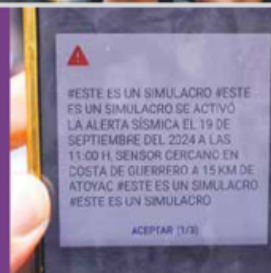 #ESTE ES UN SIMULACRO #ESTE
ES UN SIMULACRO SE ACTIVÓ
LA ALERTA SÍSMICA EL 19 DE
SEPTIEMBRE DEL 2024 A LAS
11:00 H, SENSOR CERCANO EN
COSTA DE GUERRERO A 15 KM DE
ATOYAC #ESTE ES UN SIMULACRO
#ESTE ES UN SIMULACRO
ACEPTAR (1/3)